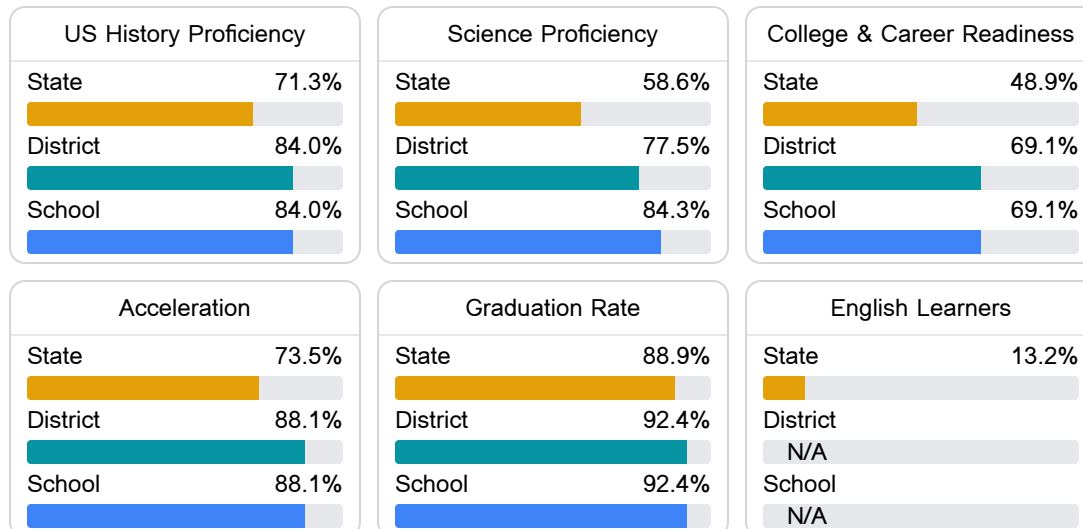 US History Proficiency
State 71.3%
District 84.0%
School 84.0%
Science Proficiency
State 58.6%
District 77.5%
School 84.3%
College & Career Readiness
State 48.9%
District 69.1%
School 69.1%
Acceleration
State 73.5%
District 88.1%
School 88.1%
Graduation Rate
State 88.9%
District 92.4%
School 92.4%
English Learners
State 13.2%
District
N/A
School
N/A